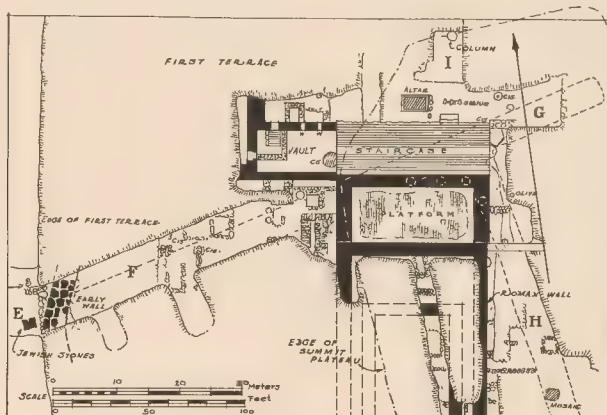 FIRST TERRACE
COLUMN
I
ALTAR
G
VAULT
STAIRCASE
PLATFORM
EDGE OF FIRST TERRACE
F
EARLY
WALL
E
JEWISH STONES
ROMAN WALL
H
EDGE OF
SUMMIT
PLATEAU
MOSAIC
SCALE
10
20
Meters
Feet
50
100